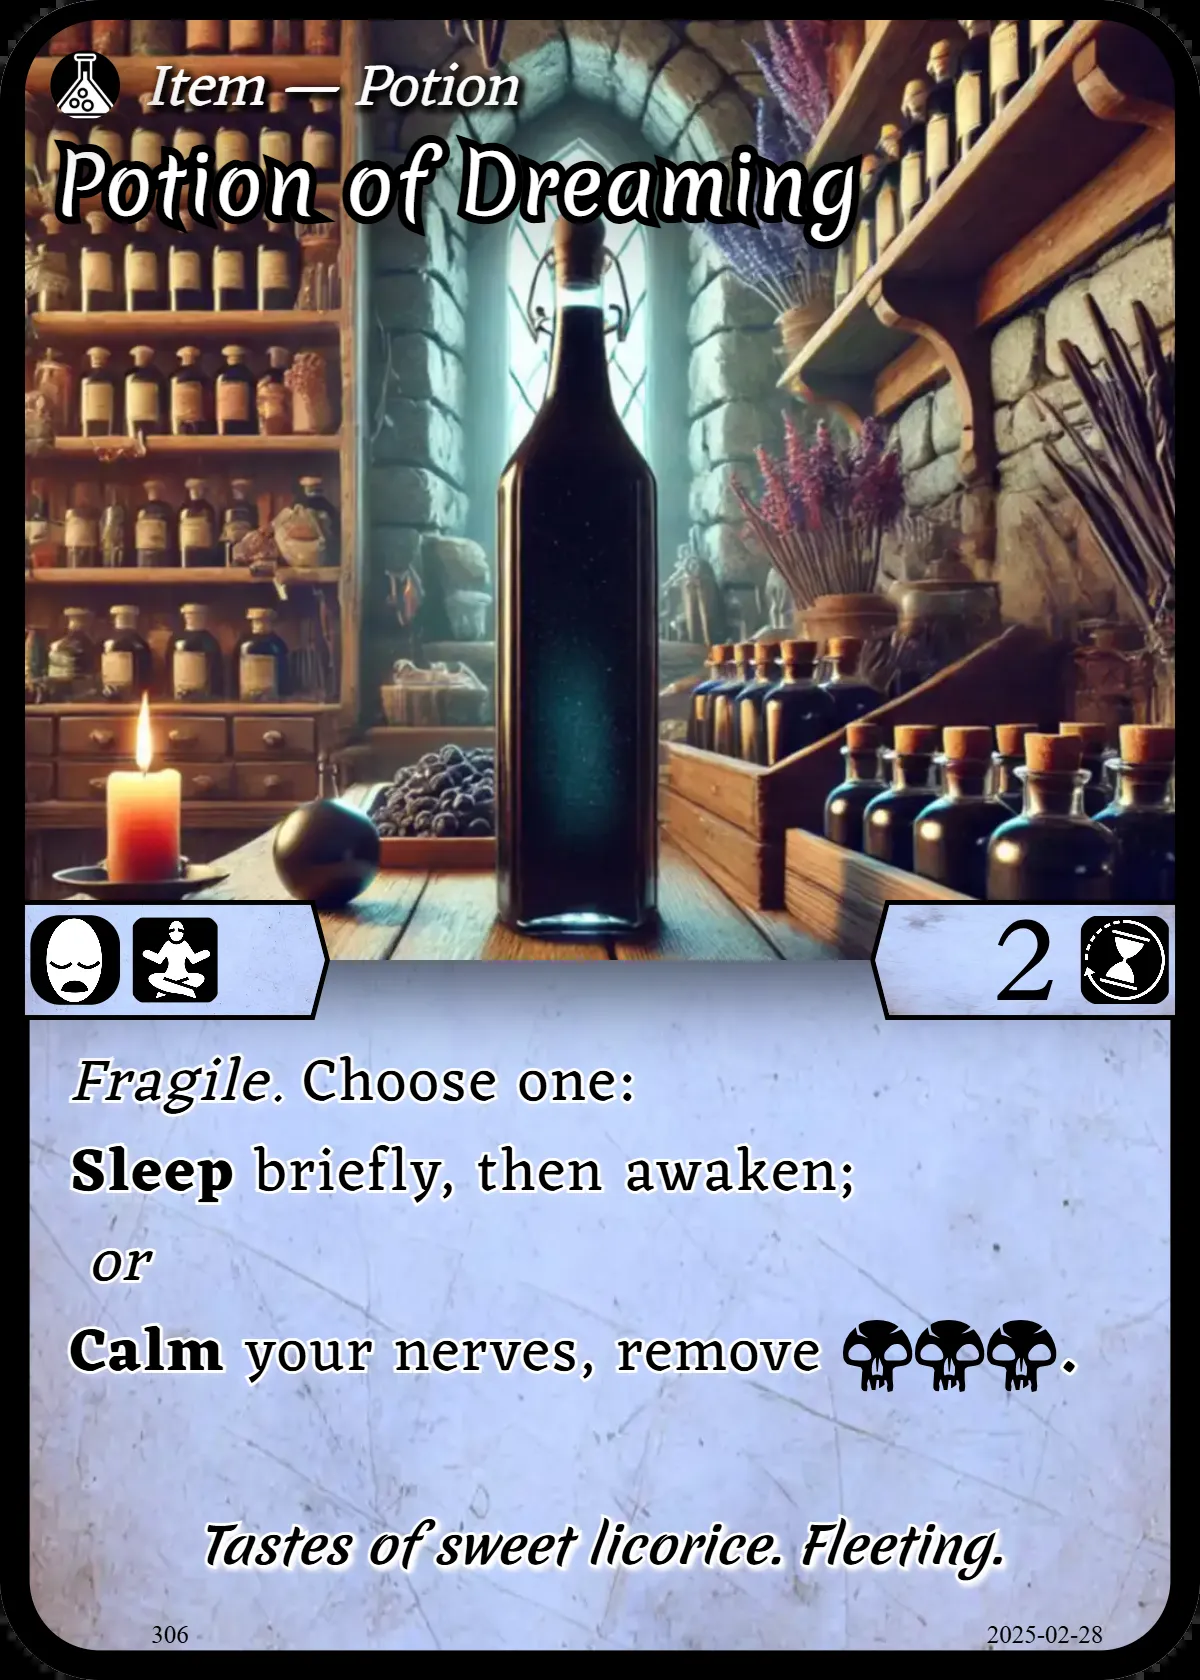 Item — Potion
Potion of Dreaming
2
Fragile. Choose one:
Sleep briefly, then awaken;
or
Calm your nerves, remove .
Tastes of sweet licorice. Fleeting.
306
2025-02-28